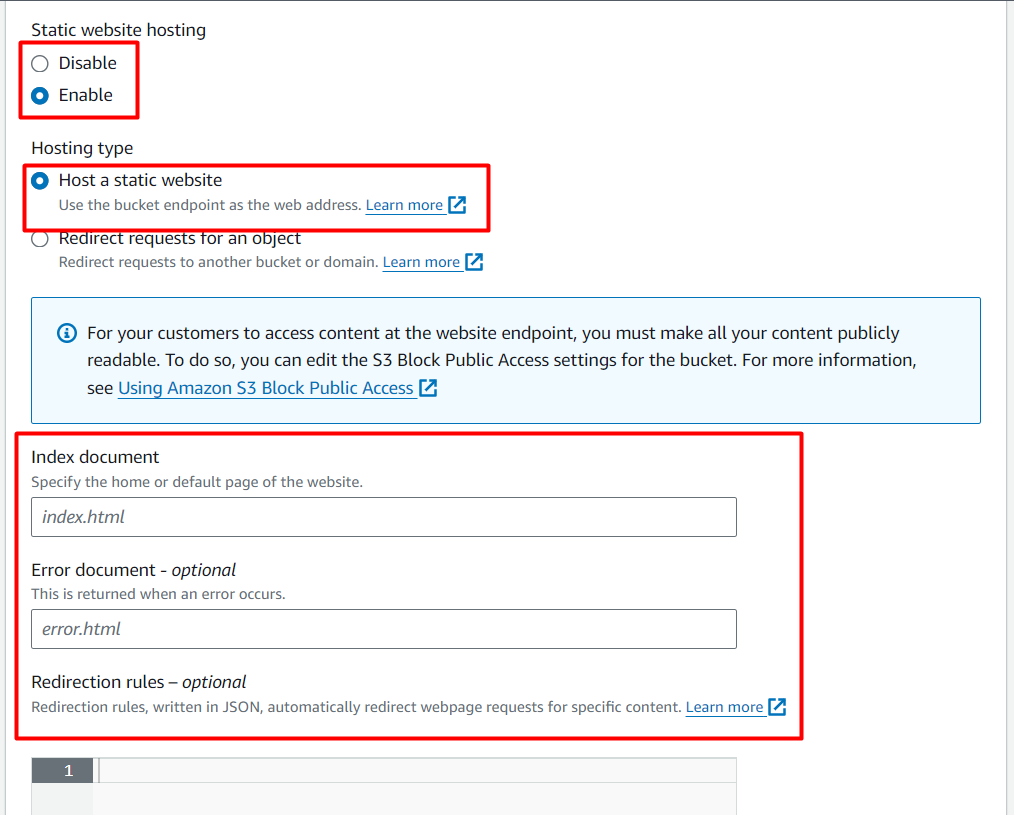 Static website hosting
Disable
Enable
Hosting type
Host a static website
Use the bucket endpoint as the web address. Learn more
Redirect requests for an object
Redirect requests to another bucket or domain. Learn more
For your customers to access content at the website endpoint, you must make all your content publicly
readable. To do so, you can edit the S3 Block Public Access settings for the bucket. For more information,
see Using Amazon S3 Block Public Access
Index document
Specify the home or default page of the website.
index.html
Error document - optional
This is returned when an error occurs.
error.html
Redirection rules – optional
Redirection rules, written in JSON, automatically redirect webpage requests for specific content. Learn more
1